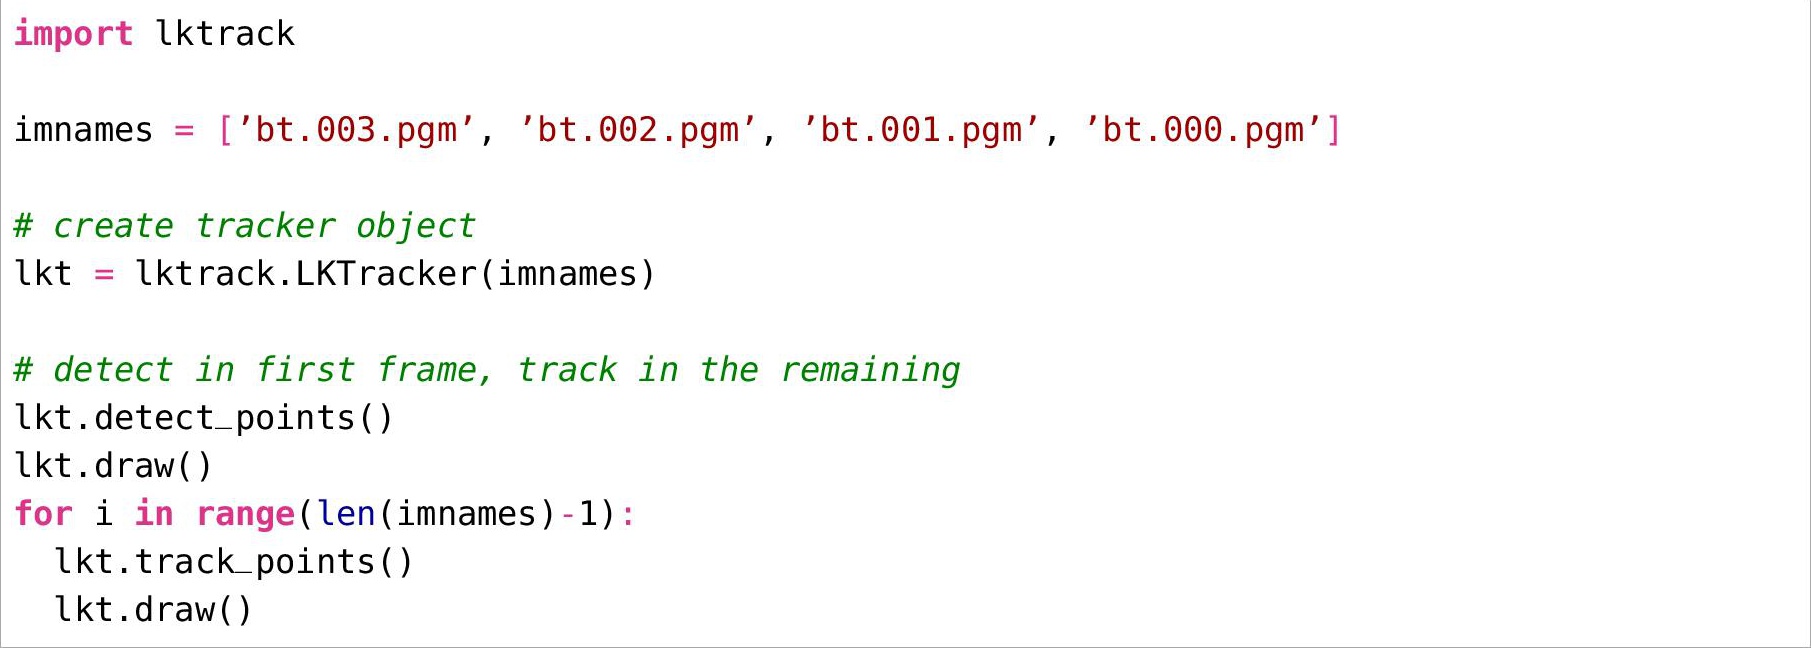 import lktrack
imnames = [’bt.003.pgm’, ’bt.002.pgm’, ’bt.001.pgm’, ’bt.000.pgm’]
# create tracker object
lkt = lktrack.LKTracker(imnames)
# detect in first frame, track in the remaining
lkt.detect_points()
lkt.draw()
for i in range(len(imnames)-1):
  lkt.track_points()
  lkt.draw()